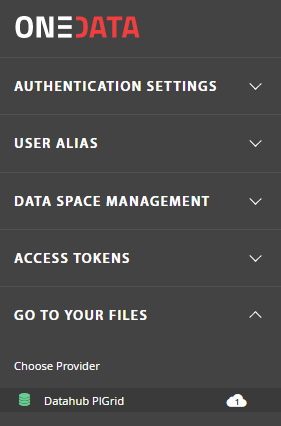 ONEDATA
AUTHENTICATION SETTINGS
USER ALIAS
DATA SPACE MANAGEMENT
ACCESS TOKENS
GO TO YOUR FILES
Choose Provider
Datahub PlGrid 1